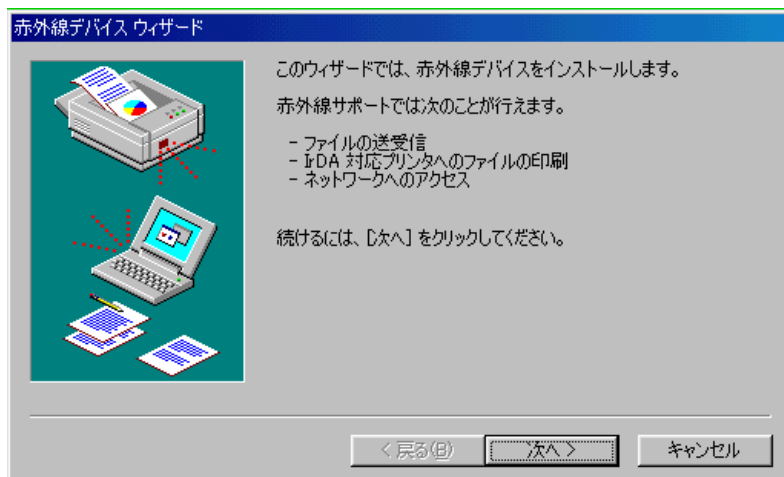 赤外線デバイス ウィザード
このウィザードでは、赤外線デバイスをインストールします。
赤外線サポートでは次のことが行えます。
- ファイルの送受信
- IrDA 対応プリンタへのファイルの印刷
- ネットワークへのアクセス
続けるには、[次へ] をクリックしてください。
< 戻る(B)
次へ >
キャンセル